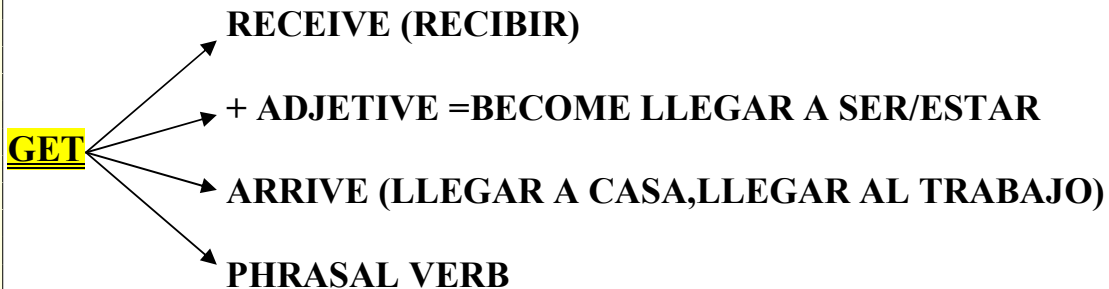 RECEIVE (RECIBIR)
+ ADJETIVE =BECOME LLEGAR A SER/ESTAR
GET
ARRIVE (LLEGAR A CASA,LLEGAR AL TRABAJO)
PHRASAL VERB